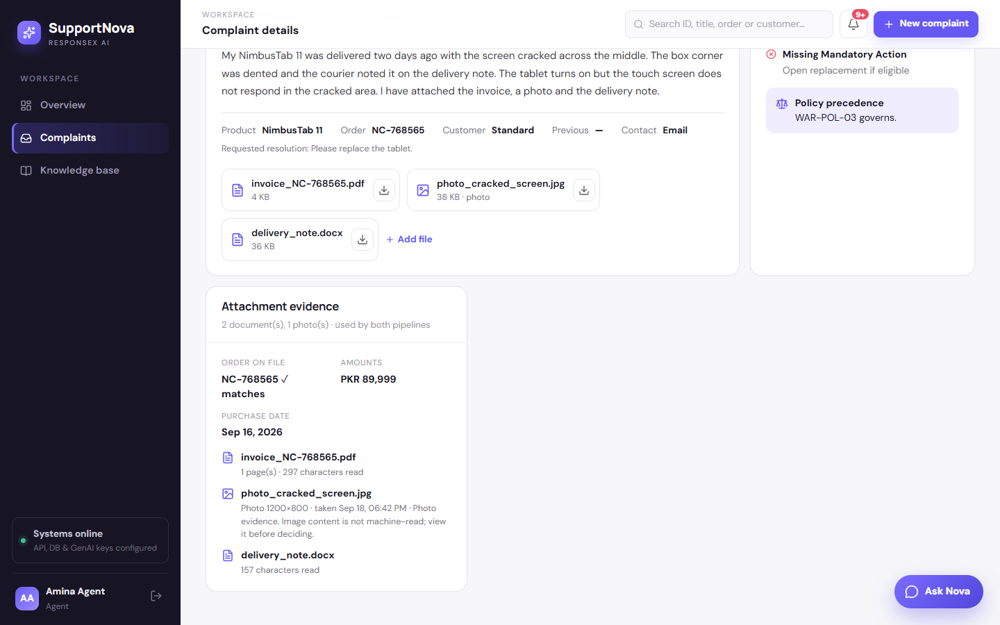 SupportNova
RESPONSEX AI
WORKSPACE
Overview
Complaints
Knowledge base
Systems online
API, DB & GenAI keys configured
AA
Amina Agent
Agent
WORKSPACE
Complaint details
Search ID, title, order or customer...
9+
New complaint
My NimbusTab 11 was delivered two days ago with the screen cracked across the middle. The box corner
was dented and the courier noted it on the delivery note. The tablet turns on but the touch screen does
not respond in the cracked area. I have attached the invoice, a photo and the delivery note.
Product NimbusTab 11 Order NC-768565 Customer Standard Previous — Contact Email
Requested resolution: Please replace the tablet.
invoice_NC-768565.pdf
4 KB
photo_cracked_screen.jpg
38 KB · photo
delivery_note.docx
36 KB
+ Add file
Missing Mandatory Action
Open replacement if eligible
Policy precedence
WAR-POL-03 governs.
Attachment evidence
2 document(s), 1 photo(s) · used by both pipelines
ORDER ON FILE
NC-768565 ✓
matches
AMOUNTS
PKR 89,999
PURCHASE DATE
Sep 16, 2026
invoice_NC-768565.pdf
1 page(s) · 297 characters read
photo_cracked_screen.jpg
Photo 1200×800 · taken Sep 18, 06:42 PM · Photo
evidence. Image content is not machine-read; view
it before deciding.
delivery_note.docx
157 characters read
Ask Nova